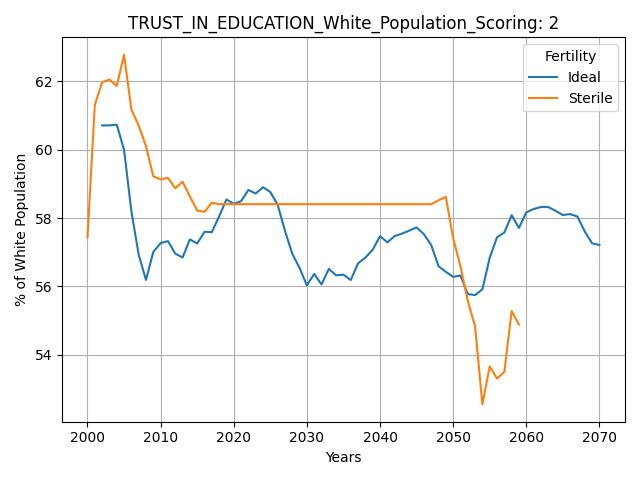 TRUST_IN_EDUCATION_White_Population_Scoring: 2
Fertility
Ideal
Sterile
% of White Population
62
60
58
56
54
2000 2010 2020 2030 2040 2050 2060 2070
Years